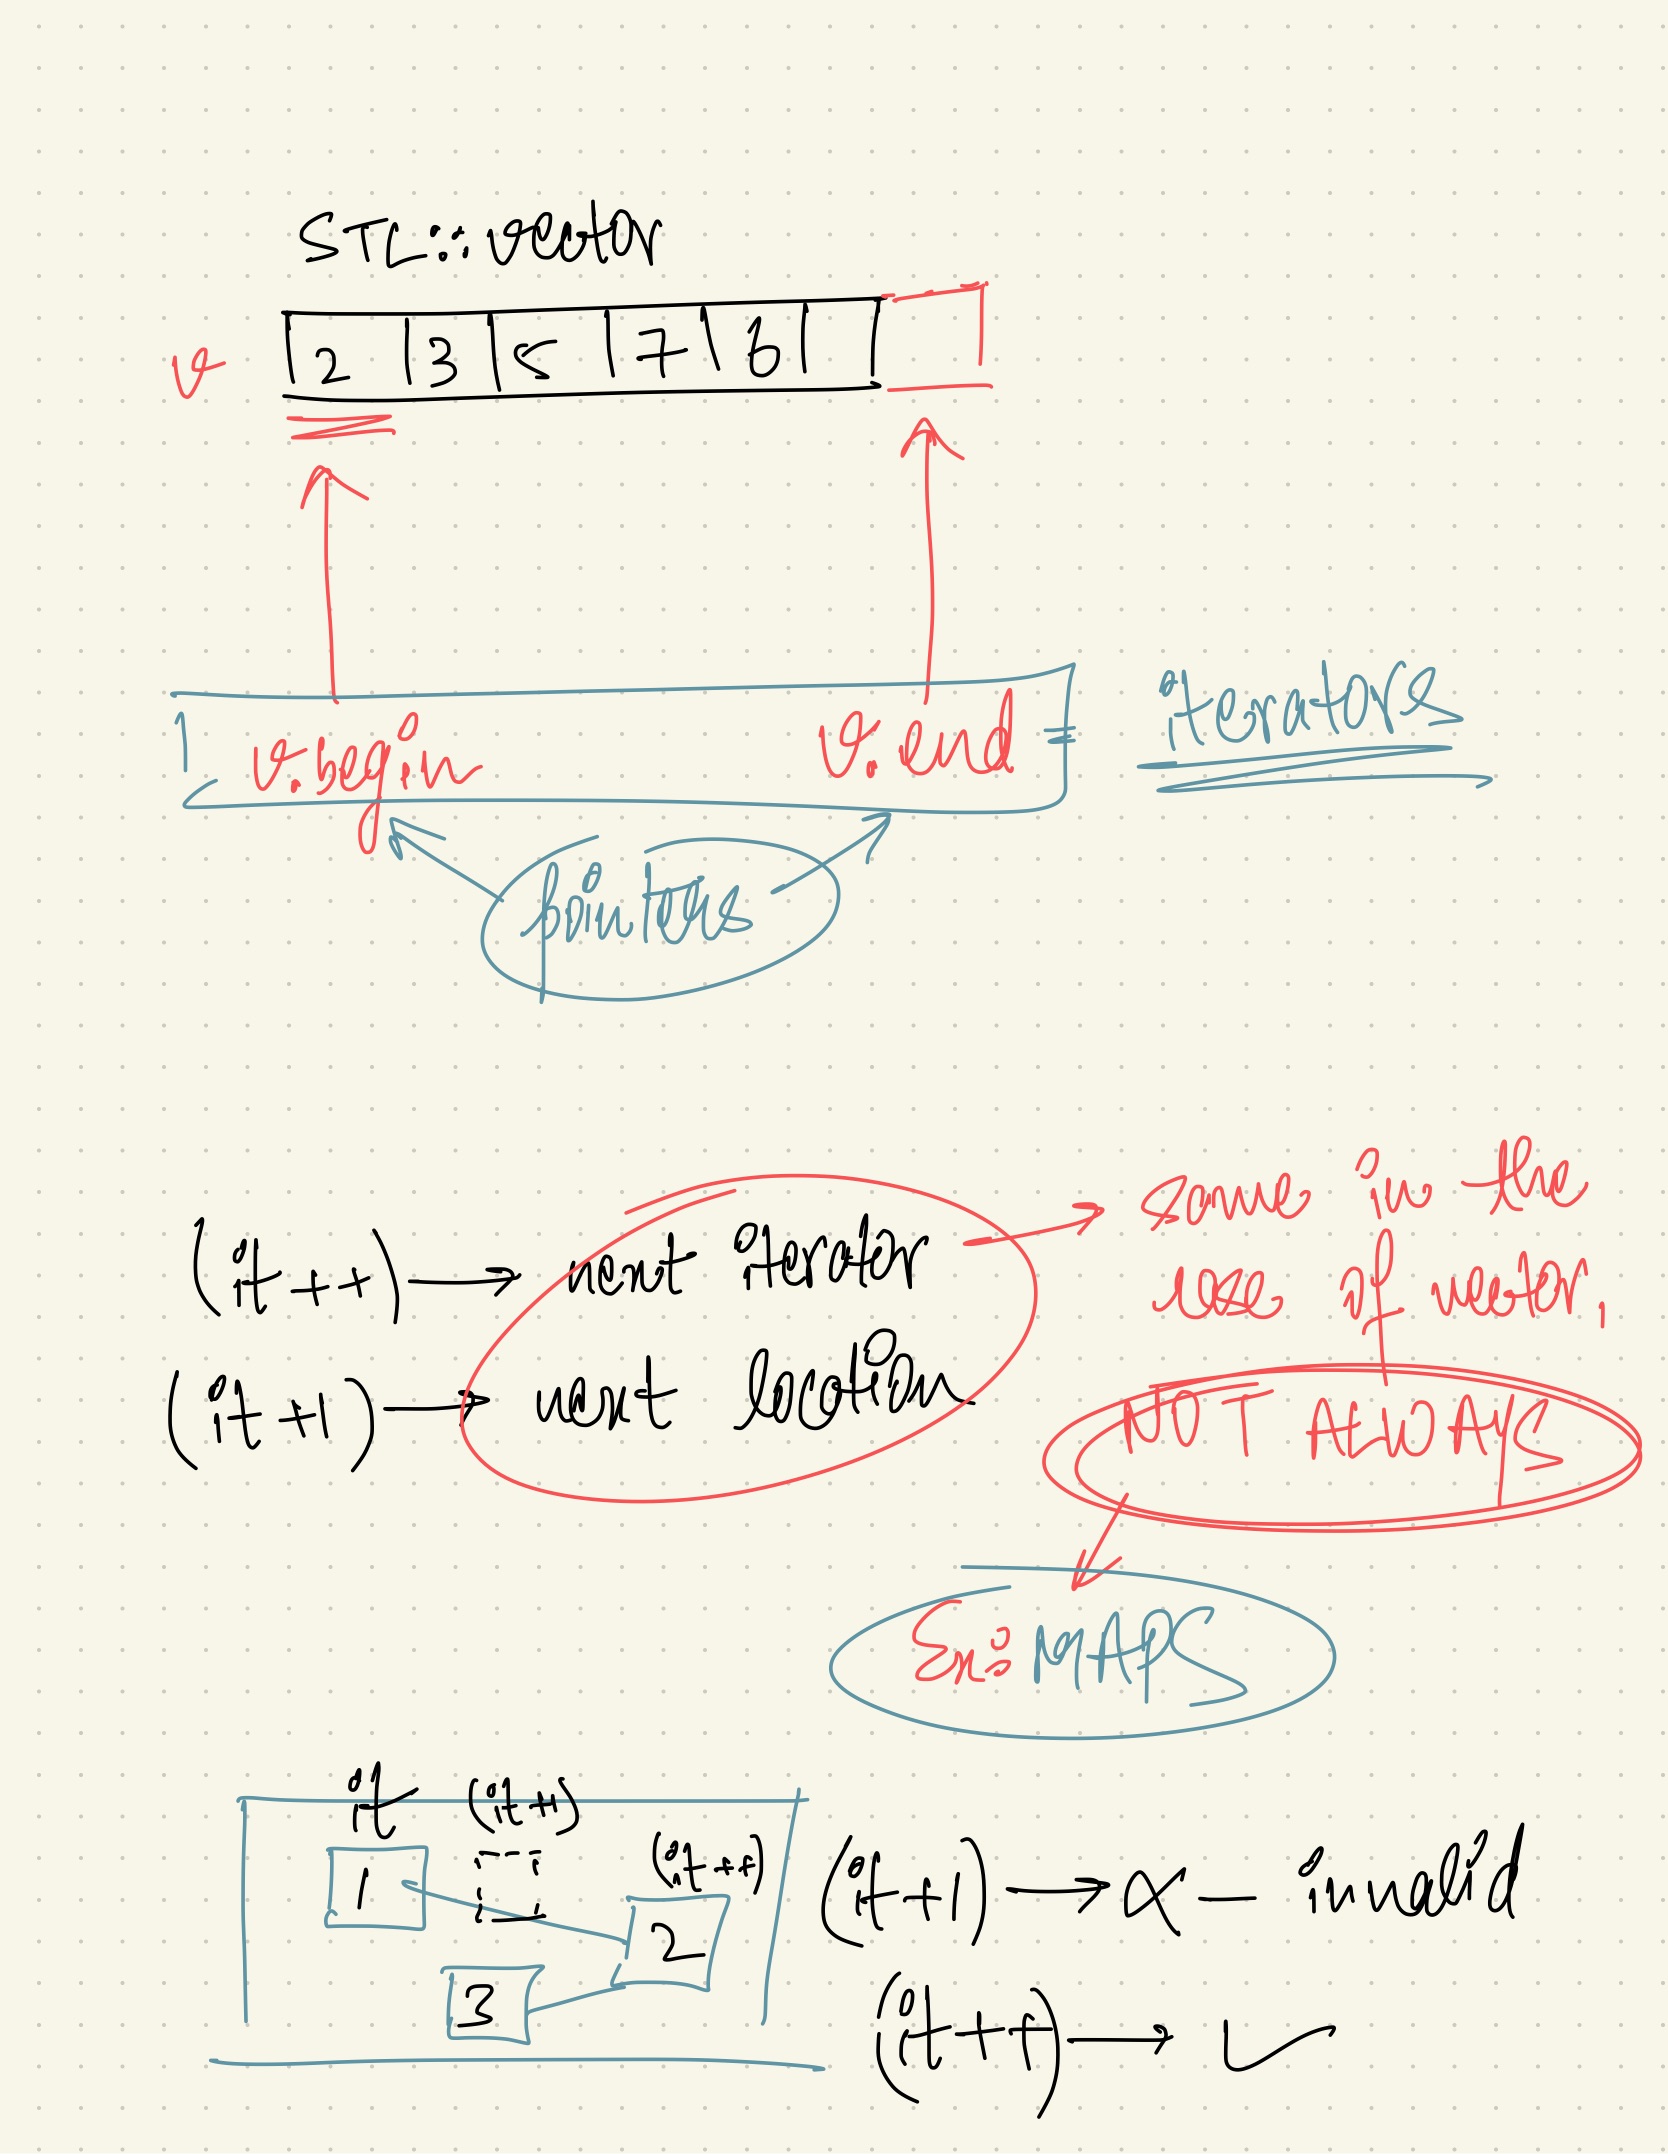 STL::vector
v 2 3 5 7 6
v.begin v.end iterators
pointers
(it++) → next iterator → same in the
case of vector.
(it+1) → next location
NOT ALWAYS
Ex: MAPS
it (it+1)
1 (it++) (it+1) → × — invalid
2
3 (it++) → ✓